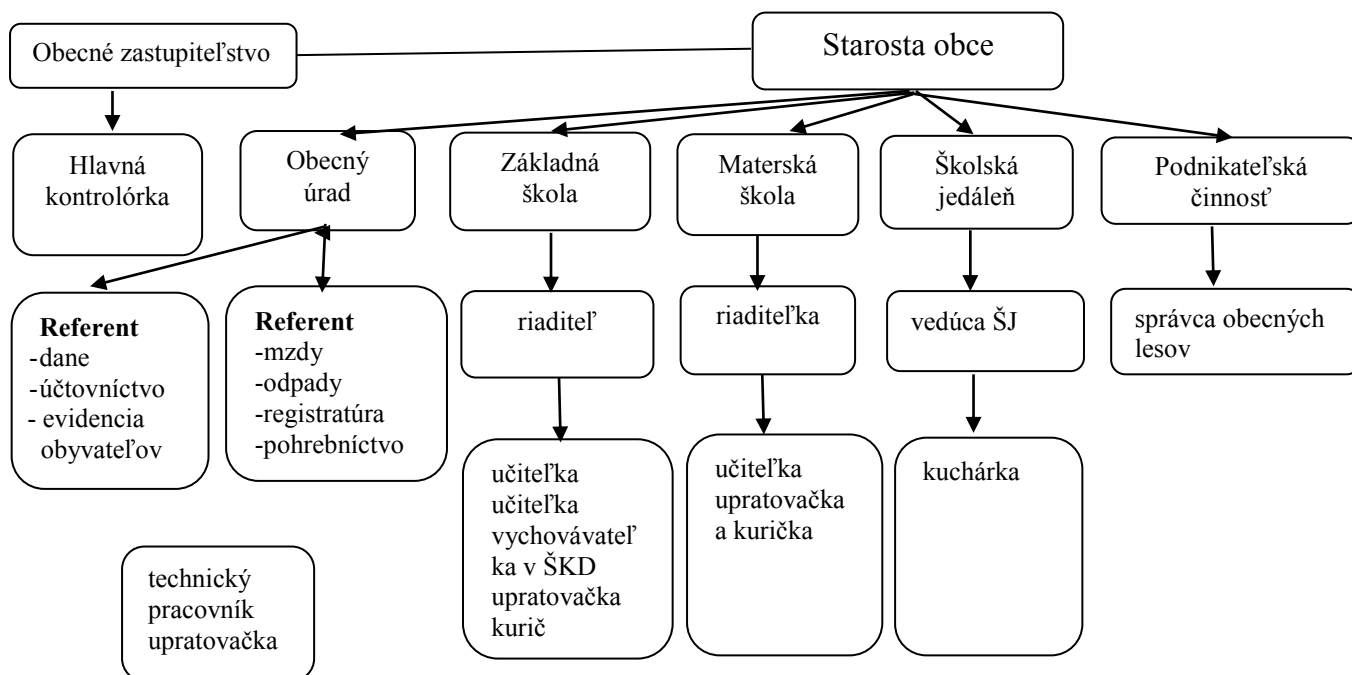 Obecné zastupiteľstvo
Starosta obce
Hlavná
kontrolórka
Obecný
úrad
Základná
škola
Materská
škola
Školská
jedáleň
Podnikateľská
činnosť
Referent
-dane
-účtovníctvo
- evidencia
obyvateľov
Referent
-mzdy
-odpady
-registratúra
-pohrebníctvo
riaditeľ
riaditeľka
vedúca ŠJ
správca obecných
lesov
učiteľka
učiteľka
vychovávateľ
ka v ŠKD
upratovačka
kurič
učiteľka
upratovačka
a kurička
kuchárka
technický
pracovník
upratovačka